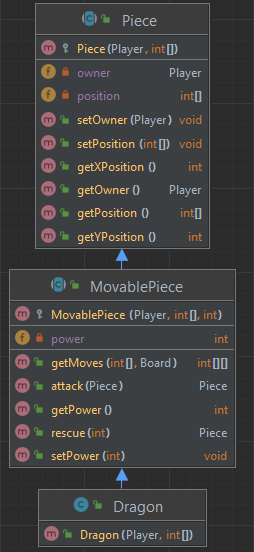 Piece
Piece(Player, int[])
owner Player
position int[]
setOwner(Player) void
setPosition(int[]) void
getXPosition() int
getOwner() Player
getPosition() int[]
getYPosition() int
MovablePiece
MovablePiece(Player, int[], int)
power int
getMoves(int[], Board) int[][]
attack(Piece) Piece
getPower() int
rescue(int) Piece
setPower(int) void
Dragon
Dragon(Player, int[])